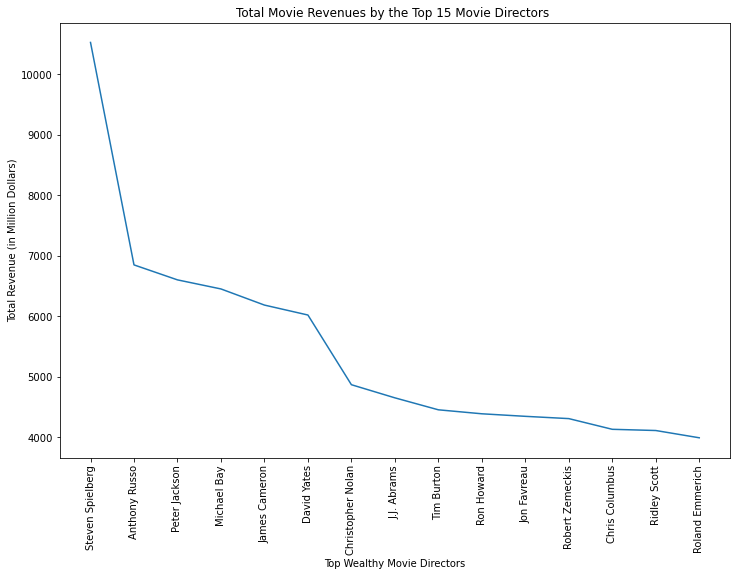 Total Movie Revenues by the Top 15 Movie Directors
Total Revenue (in Million Dollars)
10000
9000
8000
7000
6000
5000
4000
Steven Spielberg
Anthony Russo
Peter Jackson
Michael Bay
James Cameron
David Yates
Christopher Nolan
J.J. Abrams
Tim Burton
Ron Howard
Jon Favreau
Robert Zemeckis
Chris Columbus
Ridley Scott
Roland Emmerich
Top Wealthy Movie Directors